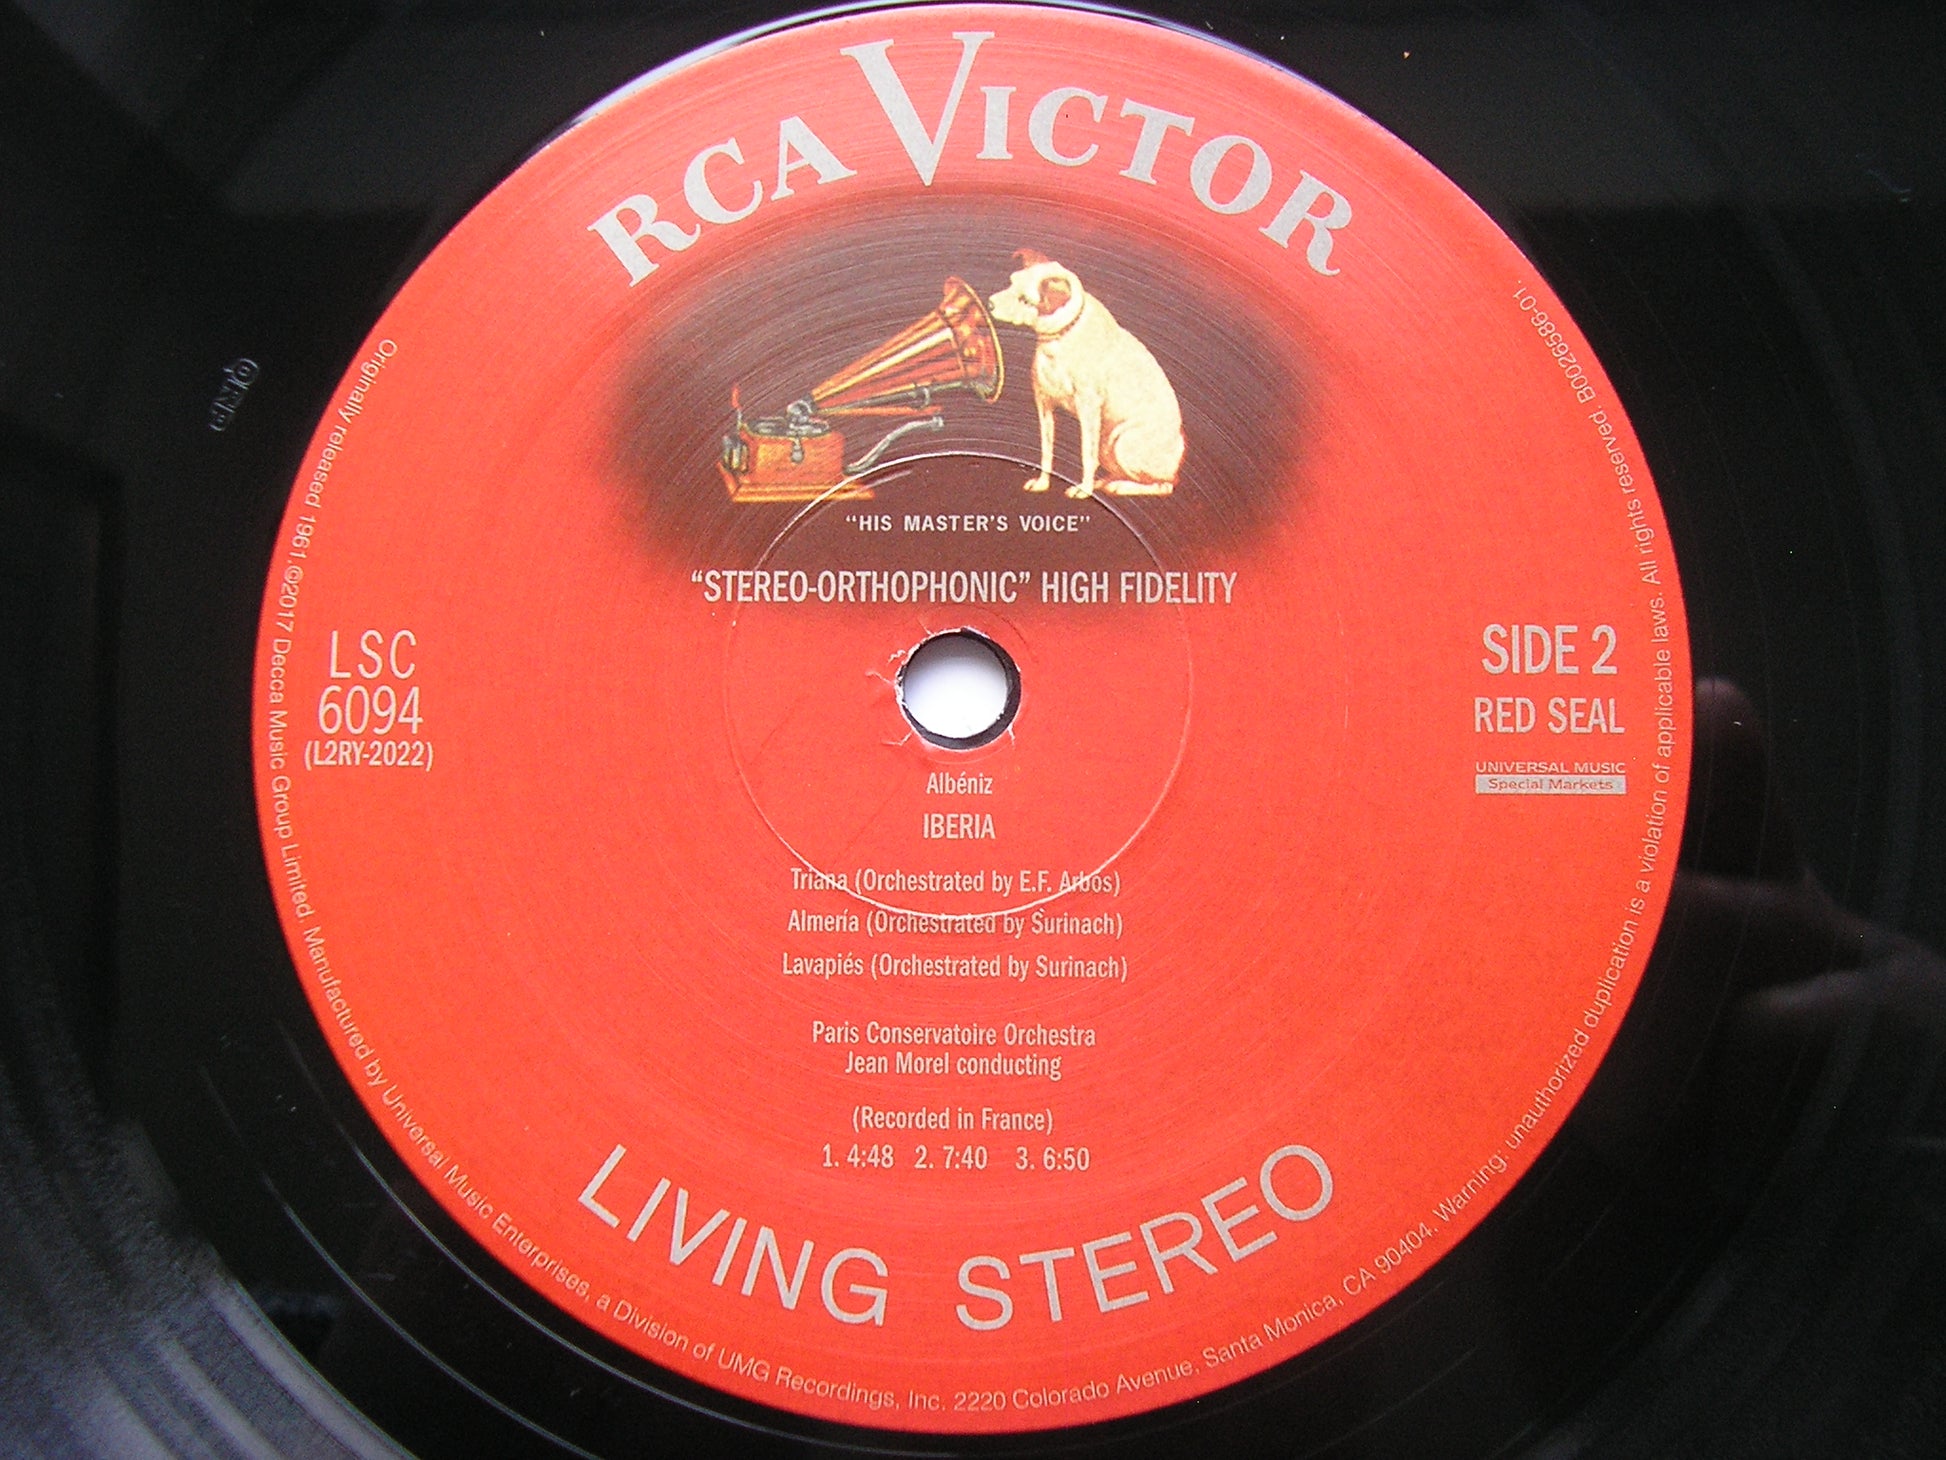 RCA VICTOR
"HIS MASTER'S VOICE"
"STEREO-ORTHOPHONIC" HIGH FIDELITY
LSC
6094
(L2RY-2022)
SIDE 2
RED SEAL
UNIVERSAL MUSIC
Special Markets
Albéniz
IBERIA
Triana (Orchestrated by E.F. Arbos)
Almería (Orchestrated by Surinach)
Lavapiés (Orchestrated by Surinach)
Paris Conservatoire Orchestra
Jean Morel conducting
(Recorded in France)
1. 4:48 2. 7:40 3. 6:50
LIVING STEREO
Originally released 1961.℗2017 Decca Music Group Limited. Manufactured by Universal Music Enterprises, a Division of UMG Recordings, Inc. 2220 Colorado Avenue, Santa Monica, CA 90404. Warning: unauthorized duplication is a violation of applicable laws. All rights reserved. B0026586-01.